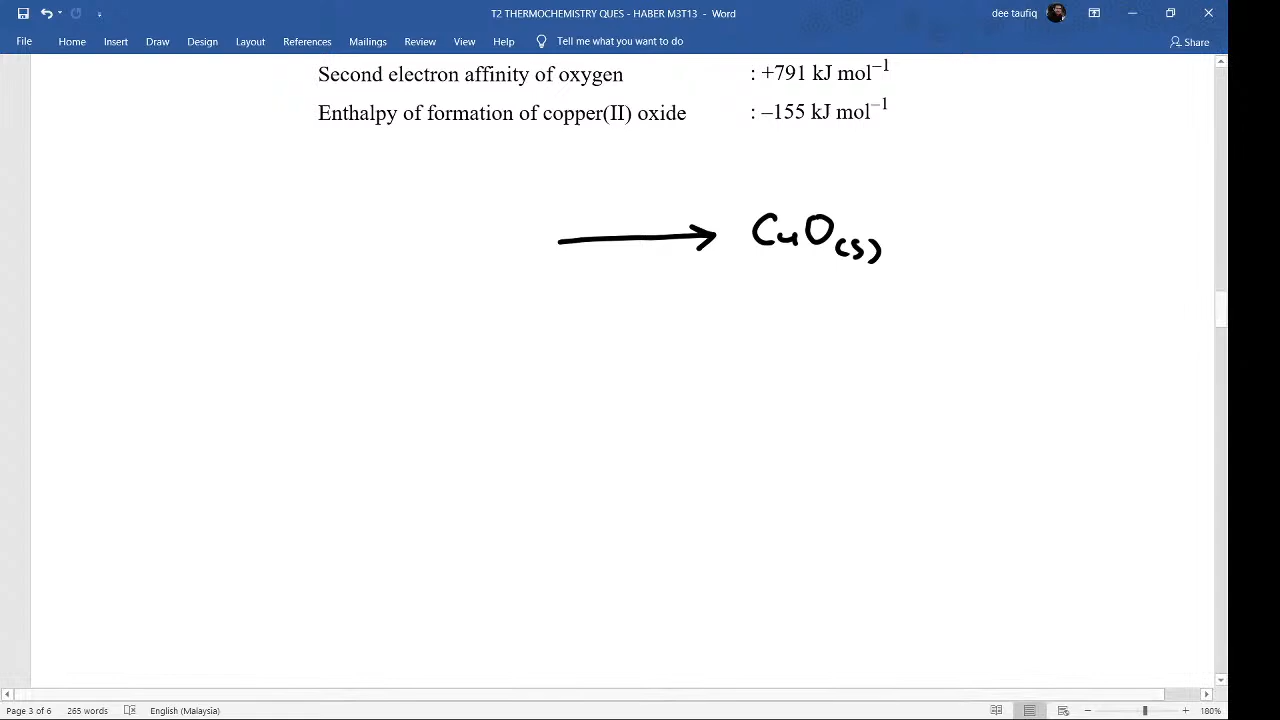 T2 THERMOCHEMISTRY QUES - HABER M3T13 - Word
dee taufiq
File Home Insert Draw Design Layout References Mailings Review View Help Tell me what you want to do Share
Second electron affinity of oxygen : +791 kJ mol⁻¹
Enthalpy of formation of copper(II) oxide : –155 kJ mol⁻¹
→ CuO(s)
Page 3 of 6 265 words English (Malaysia) 180%